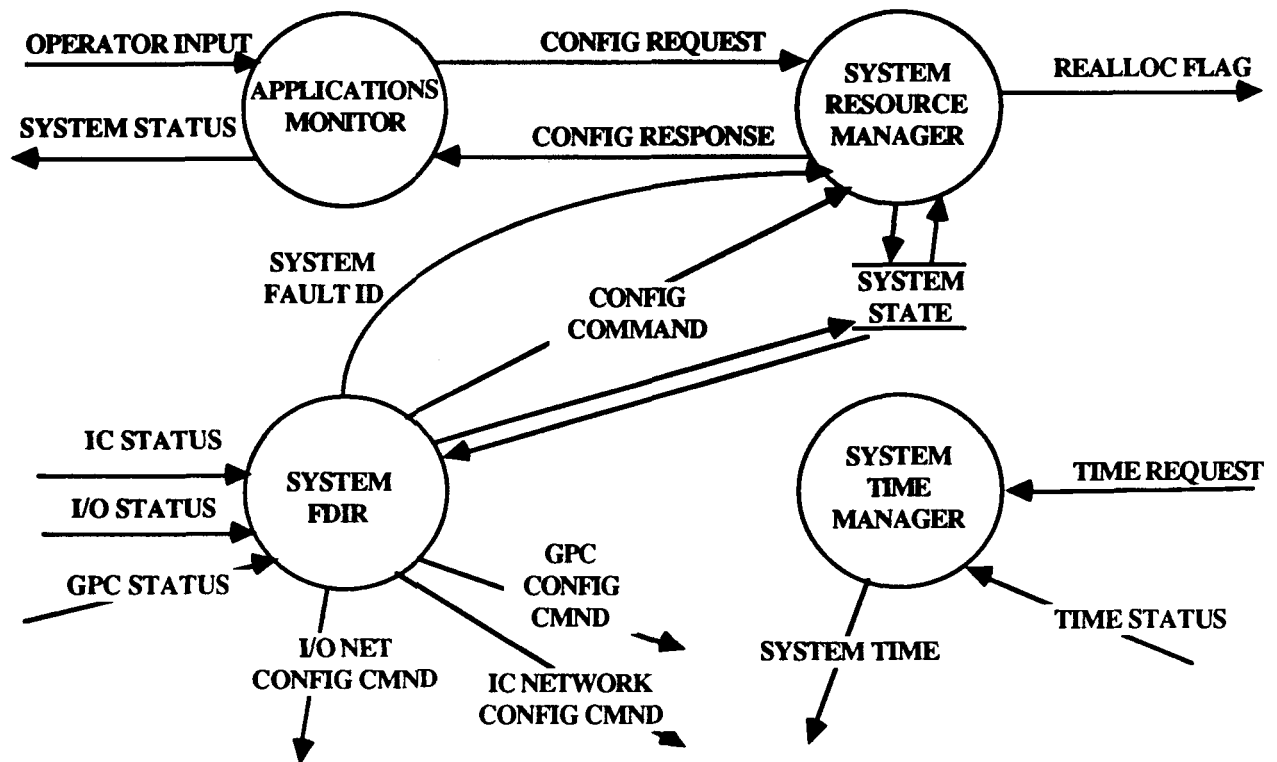 OPERATOR INPUT
CONFIG REQUEST
SYSTEM
RESOURCE
MANAGER
REALLOC FLAG
APPLICATIONS
MONITOR
SYSTEM STATUS
CONFIG RESPONSE
SYSTEM
FAULT ID
CONFIG
COMMAND
SYSTEM
STATE
IC STATUS
I/O STATUS
GPC STATUS
SYSTEM
FDIR
SYSTEM
TIME
MANAGER
TIME REQUEST
GPC
CONFIG
CMND
TIME STATUS
I/O NET
CONFIG CMND
IC NETWORK
CONFIG CMND
SYSTEM TIME